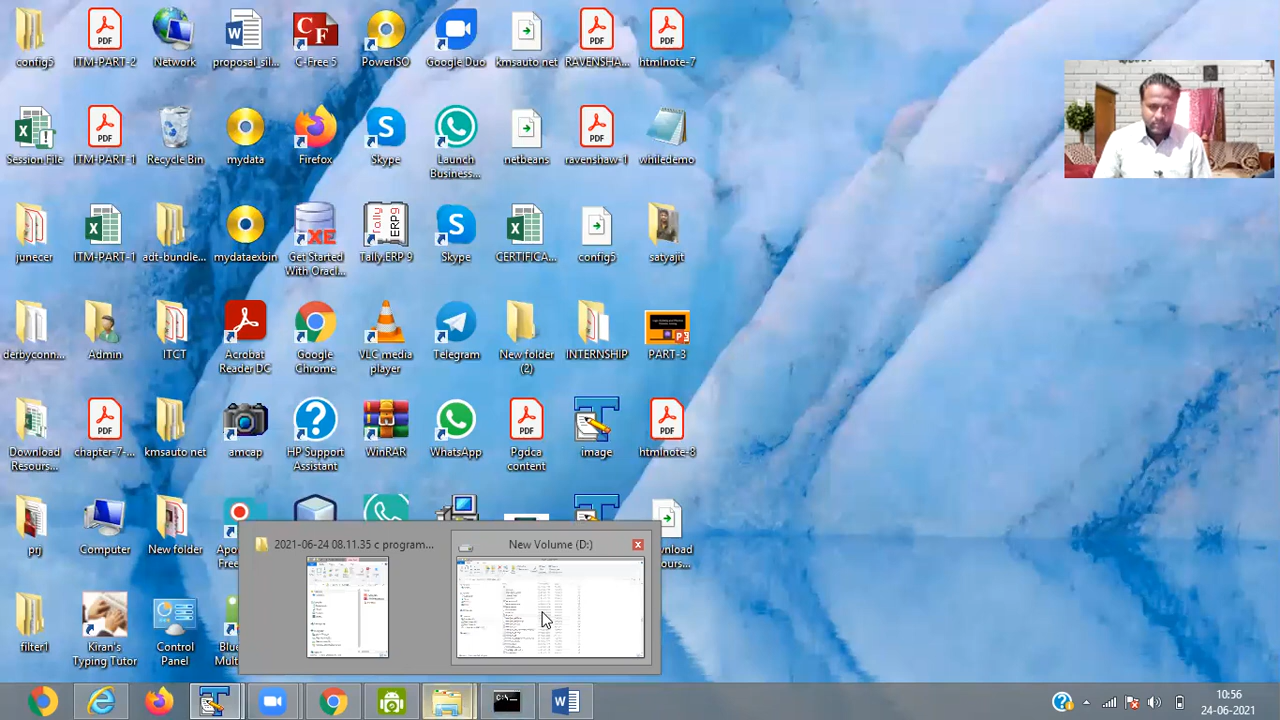 config5
ITM-PART-2
Network
proposal_sil...
C-Free 5
PowerISO
Google Duo
kmsauto net
RAVENSHA...
htmlnote-7
Session File
ITM-PART-1
Recycle Bin
mydata
Firefox
Skype
Launch
Business...
netbeans
ravenshaw-1
whiledemo
junecer
ITM-PART-1
adt-bundle...
mydataexbin
Get Started
With Oracl...
Tally.ERP 9
Skype
CERTIFICA...
config5
satyajit
derbyconn...
Admin
ITCT
Acrobat
Reader DC
Google
Chrome
VLC media
player
Telegram
New folder
(2)
INTERNSHIP
PART-3
Download
Resours...
chapter-7-...
kmsauto net
amcap
HP Support
Assistant
WinRAR
WhatsApp
Pgdca
content
image
htmlnote-8
prj
Computer
New folder
2021-06-24 08.11.35 c program...
New Volume (D:)
Kiran's
Typing Tutor
Control
Panel
10:56
24-06-2021